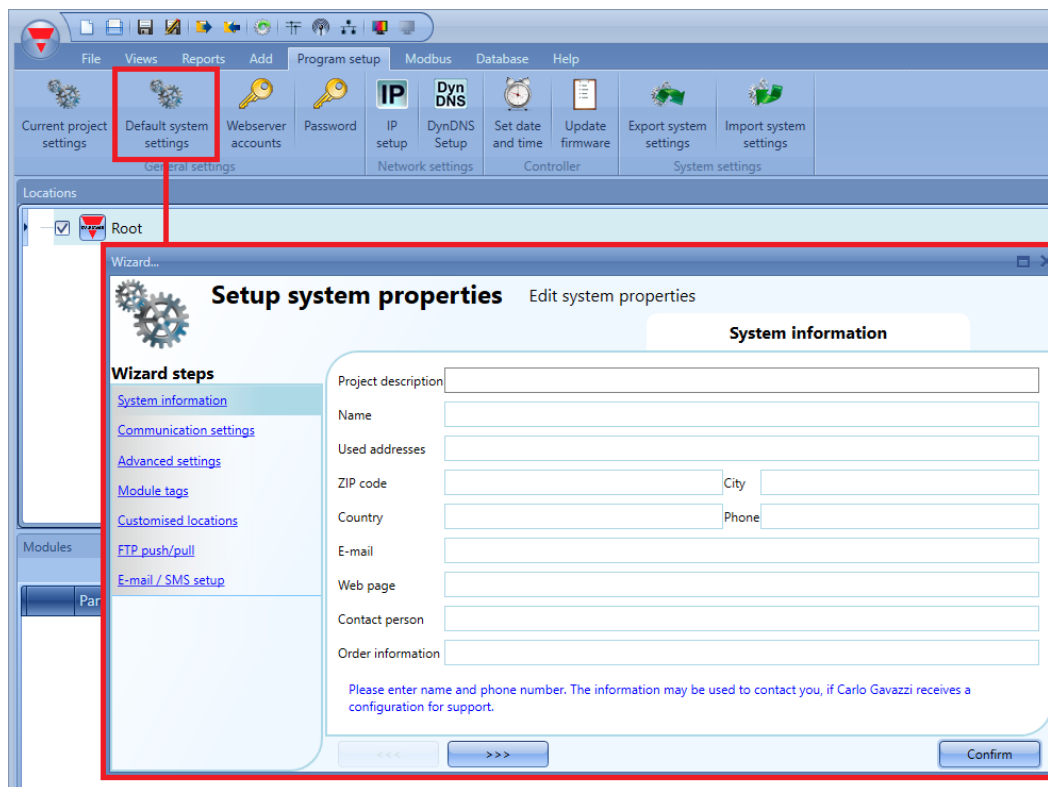 File Views Reports Add Program setup Modbus Database Help
Current project settings
Default system settings
Webserver accounts
Password
IP
IP setup
Dyn DNS
DynDNS Setup
Set date and time
Update firmware
Export system settings
Import system settings
General settings
Network settings
Controller
System settings
Locations
Root
Wizard...
Setup system properties Edit system properties
System information
Wizard steps
System information
Communication settings
Advanced settings
Module tags
Customised locations
FTP push/pull
E-mail / SMS setup
Project description
Name
Used addresses
ZIP code City
Country Phone
E-mail
Web page
Contact person
Order information
Please enter name and phone number. The information may be used to contact you, if Carlo Gavazzi receives a
configuration for support.
<<< >>> Confirm
Modules
Par